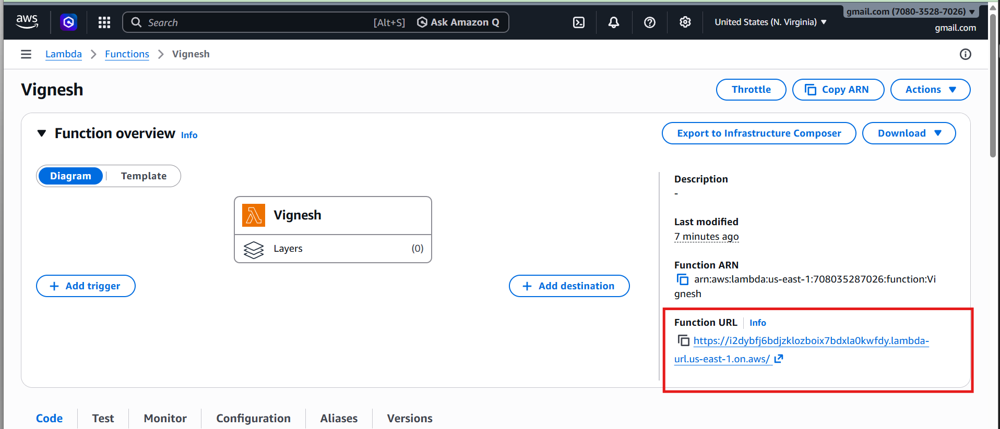 aws
Search [Alt+S] Ask Amazon Q
United States (N. Virginia)
gmail.com (7080-3528-7026)
gmail.com
Lambda Functions Vignesh
Vignesh
Throttle Copy ARN Actions
Function overview Info
Export to Infrastructure Composer Download
Diagram Template
Vignesh
Layers (0)
+ Add trigger
+ Add destination
Description
-
Last modified
7 minutes ago
Function ARN
arn:aws:lambda:us-east-1:708035287026:function:Vi
gnesh
Function URL Info
https://i2dybfj6bdjzklozboix7bdxla0kwfdy.lambda-
url.us-east-1.on.aws/
Code Test Monitor Configuration Aliases Versions